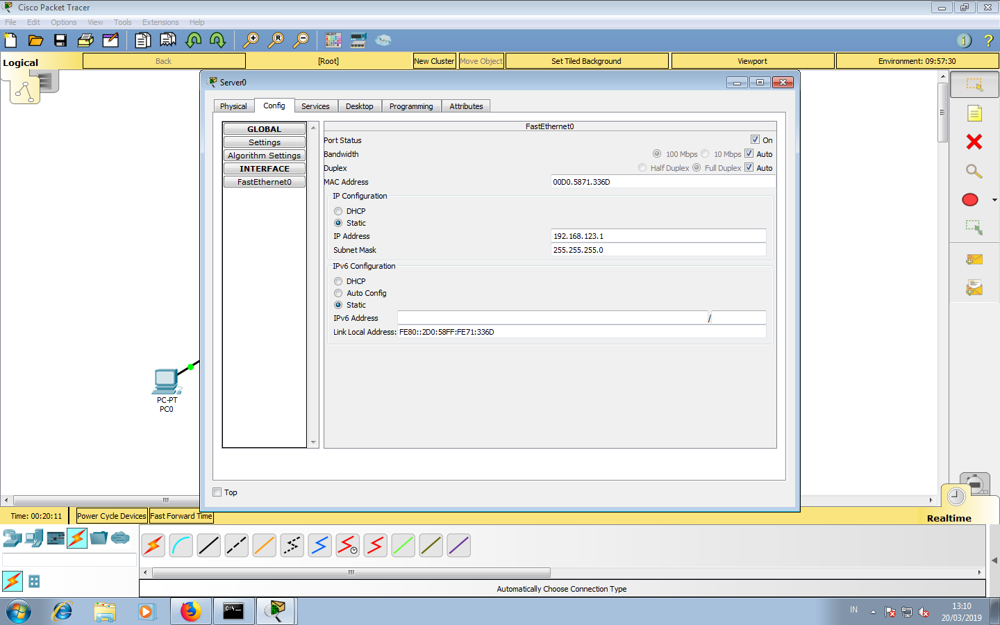 Cisco Packet Tracer
File Edit Options View Tools Extensions Help
Logical
Back
[Root]
New Cluster
Move Object
Set Tiled Background
Viewport
Environment: 09:57:30
Server0
Physical Config Services Desktop Programming Attributes
GLOBAL
Settings
Algorithm Settings
INTERFACE
FastEthernet0
FastEthernet0
Port Status On
Bandwidth 100 Mbps 10 Mbps Auto
Duplex Half Duplex Full Duplex Auto
MAC Address 00D0.5871.336D
IP Configuration
DHCP
Static
IP Address 192.168.123.1
Subnet Mask 255.255.255.0
IPv6 Configuration
DHCP
Auto Config
Static
IPv6 Address /
Link Local Address: FE80::2D0:58FF:FE71:336D
PC-PT
PC0
Top
Time: 00:20:11
Power Cycle Devices
Fast Forward Time
Realtime
Automatically Choose Connection Type
IN
13:10
20/03/2019